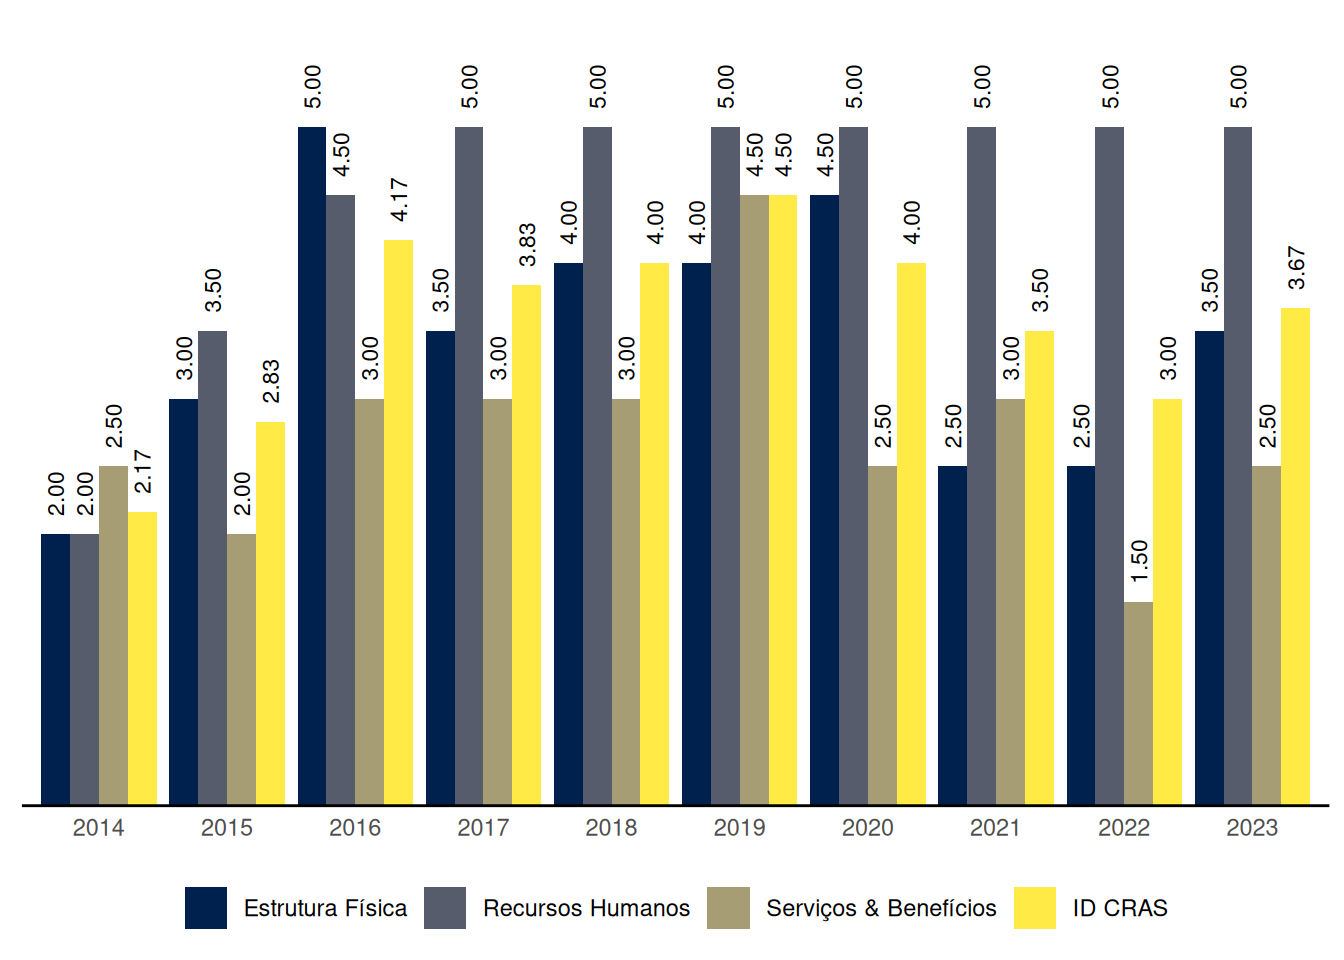 2.00 2.00 2.50 2.17
3.00 3.50 2.00 2.83
5.00 4.50 3.00 4.17
3.50 5.00 3.00 3.83
4.00 5.00 3.00 4.00
4.00 5.00 4.50 4.50
4.50 5.00 2.50 4.00
2.50 5.00 3.00 3.50
2.50 5.00 1.50 3.00
3.50 5.00 2.50 3.67
2014 2015 2016 2017 2018 2019 2020 2021 2022 2023
Estrutura Física Recursos Humanos Serviços & Benefícios ID CRAS